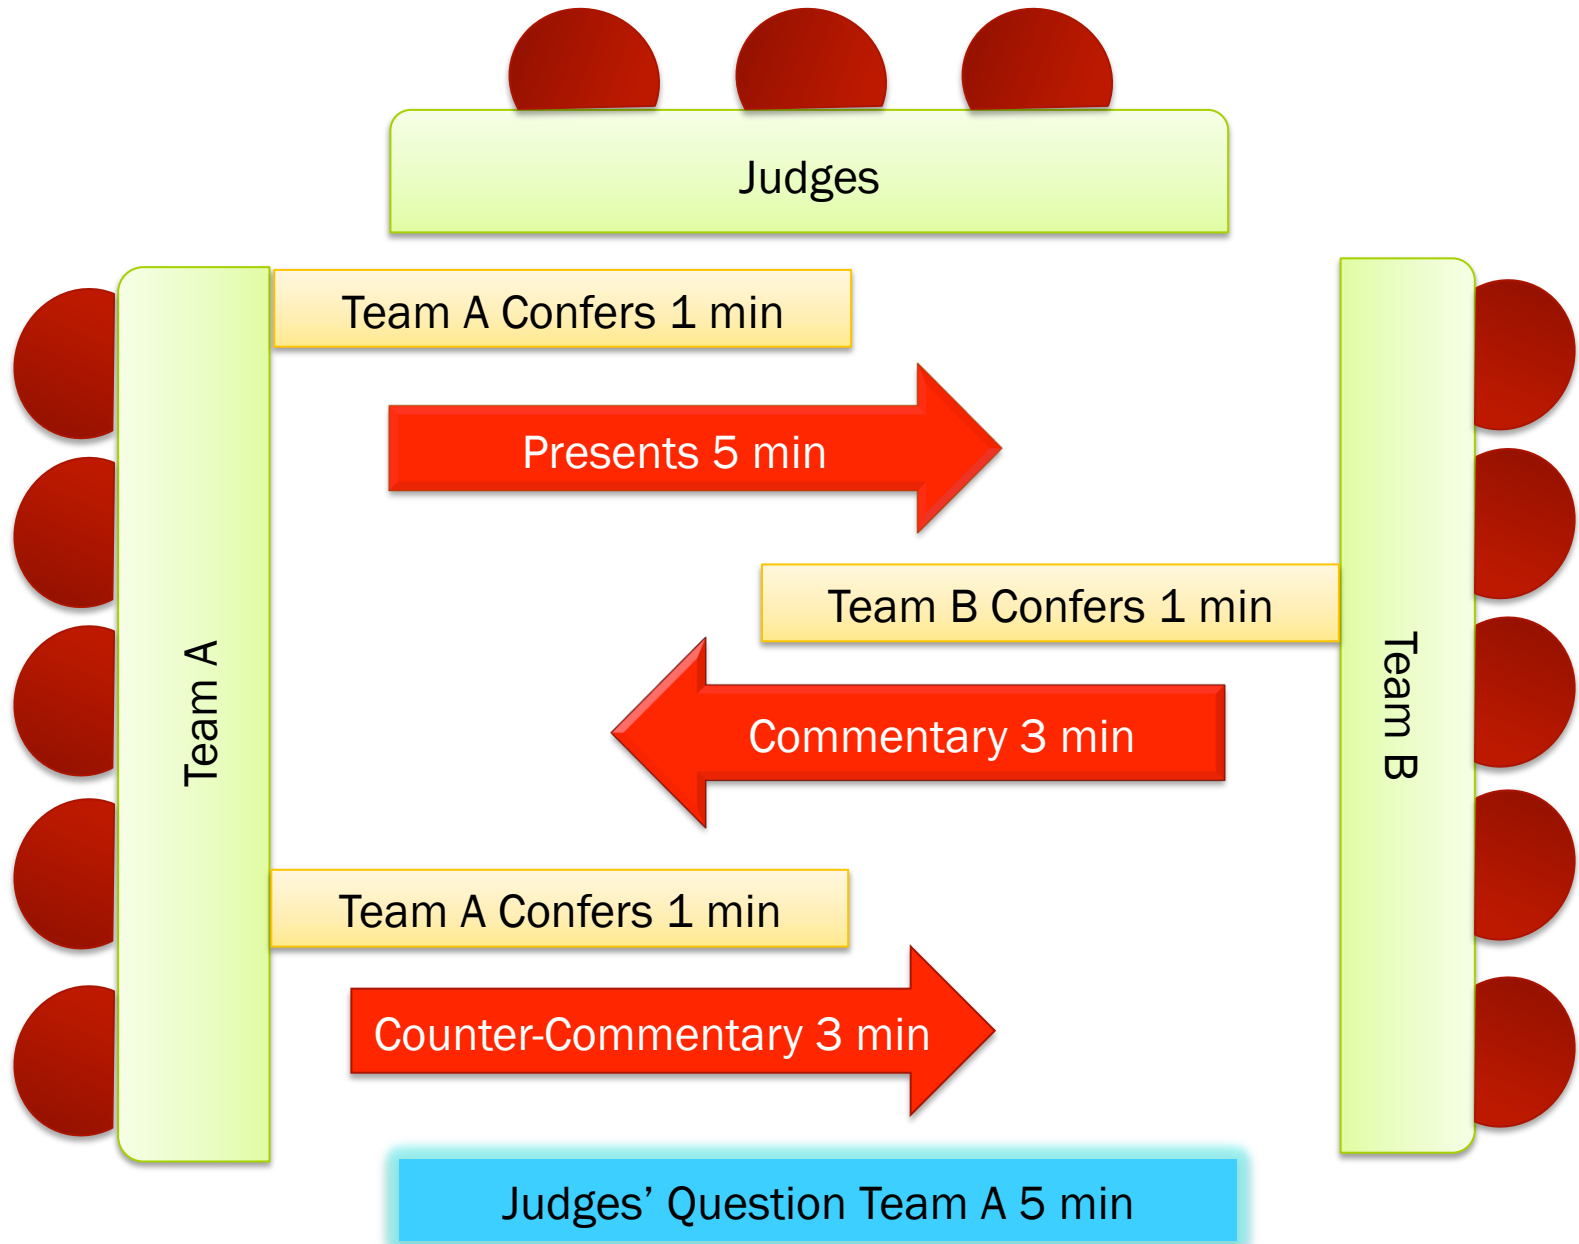 Judges
Team A Confers 1 min
Presents 5 min
Team B Confers 1 min
Team A
Team B
Commentary 3 min
Team A Confers 1 min
Counter-Commentary 3 min
Judges’ Question Team A 5 min